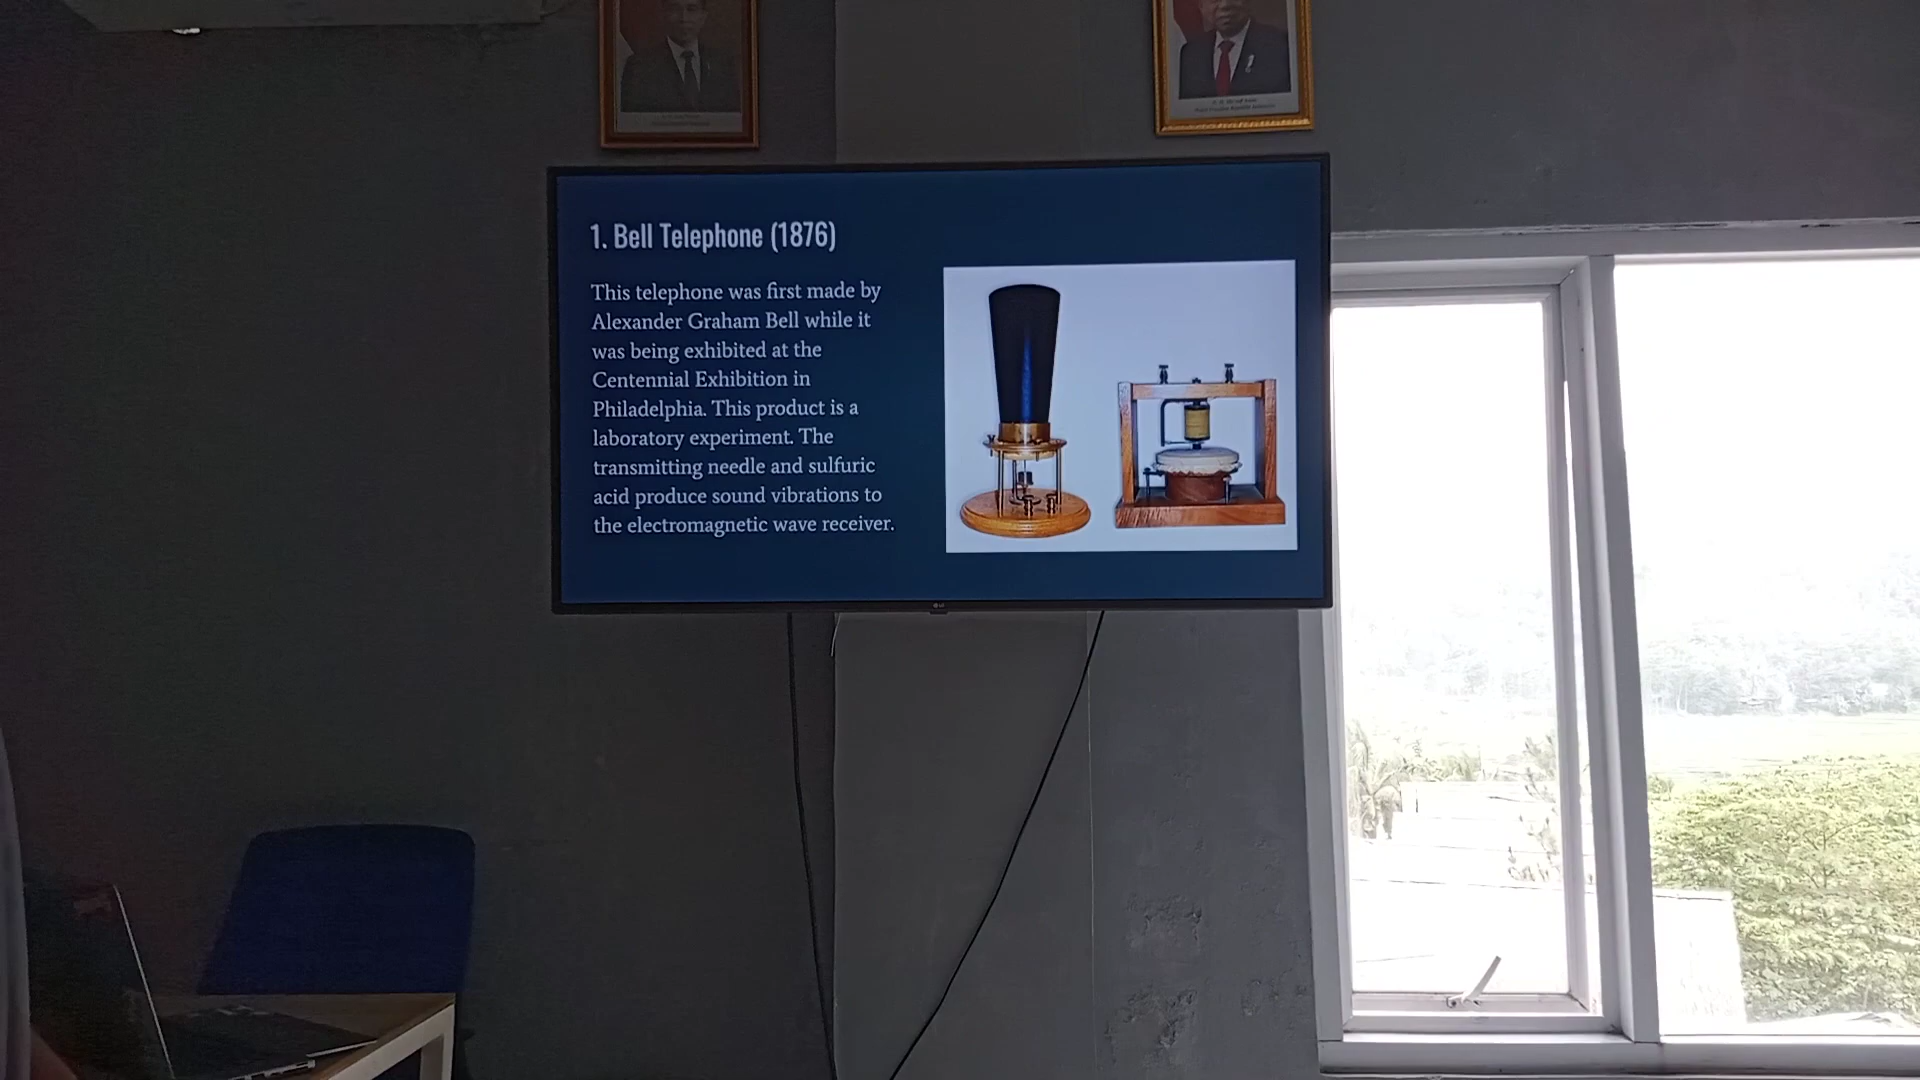 1. Bell Telephone (1876)
This telephone was first made by
Alexander Graham Bell while it
was being exhibited at the
Centennial Exhibition in
Philadelphia. This product is a
laboratory experiment. The
transmitting needle and sulfuric
acid produce sound vibrations to
the electromagnetic wave receiver.
LG